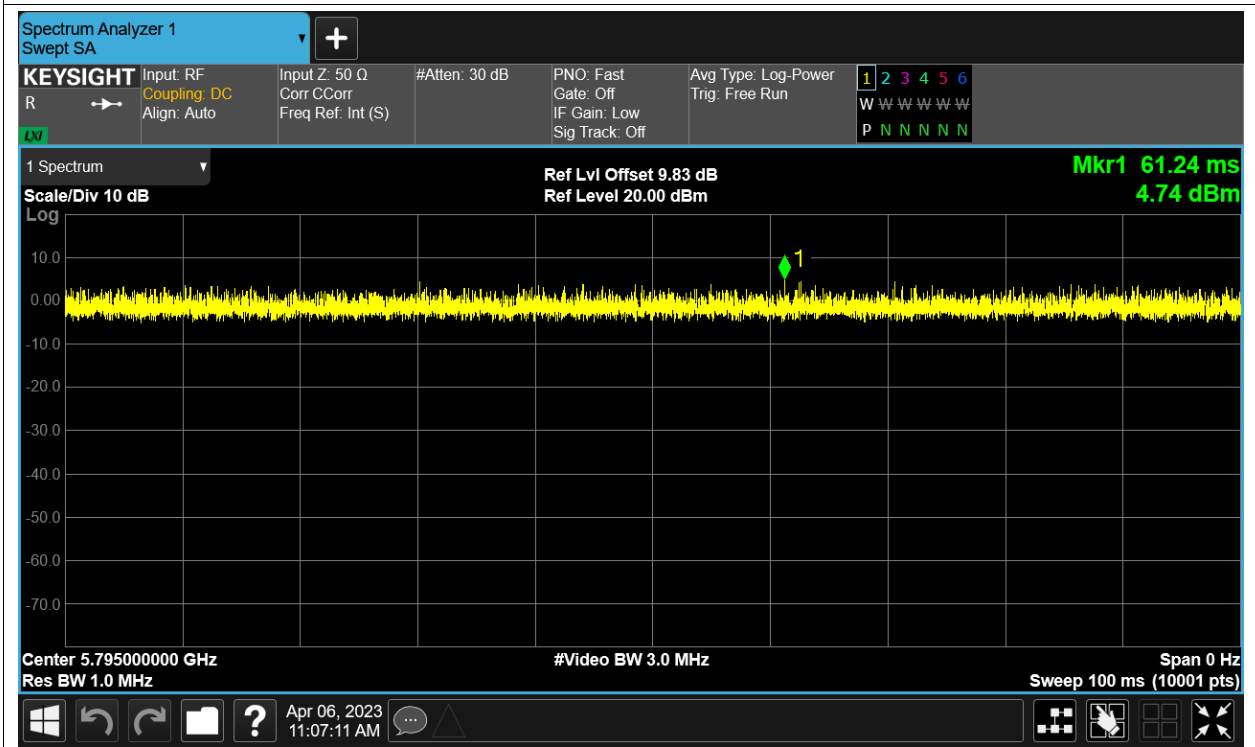 Spectrum Analyzer 1
Swept SA
KEYSIGHT
R
LXI
Input: RF
Coupling: DC
Align: Auto
Input Z: 50 Ω
Corr CCorr
Freq Ref: Int (S)
#Atten: 30 dB
PNO: Fast
Gate: Off
IF Gain: Low
Sig Track: Off
Avg Type: Log-Power
Trig: Free Run
1 2 3 4 5 6
W W W W W W
P N N N N N
1 Spectrum
Scale/Div 10 dB
Ref Lvl Offset 9.83 dB
Ref Level 20.00 dBm
Mkr1 61.24 ms
4.74 dBm
Log
1
10.0
0.00
-10.0
-20.0
-30.0
-40.0
-50.0
-60.0
-70.0
Center 5.795000000 GHz
Res BW 1.0 MHz
#Video BW 3.0 MHz
Span 0 Hz
Sweep 100 ms (10001 pts)
?
Apr 06, 2023
11:07:11 AM